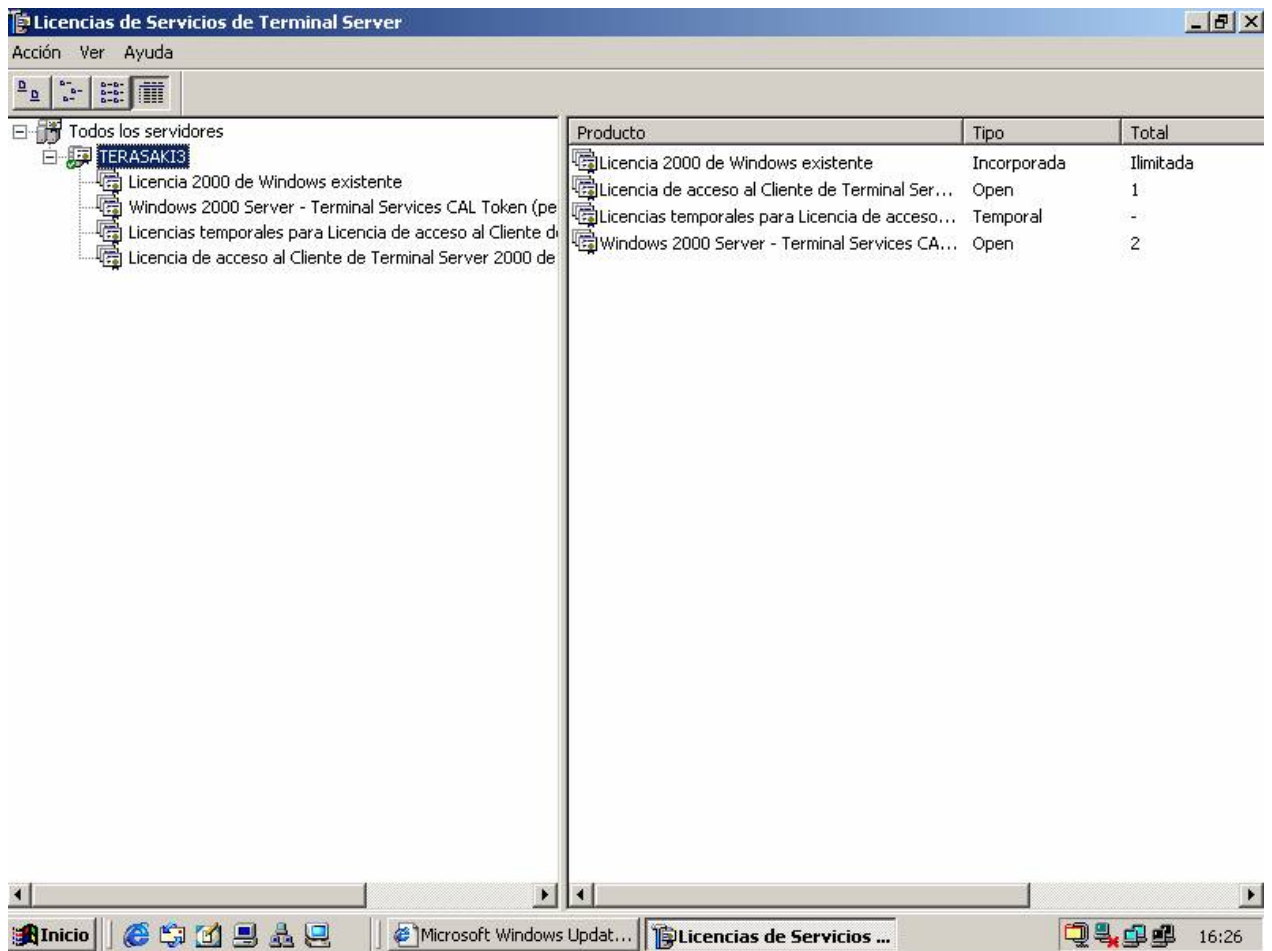 Licencias de Servicios de Terminal Server
Acción Ver Ayuda
Todos los servidores
TERASAKI3
Licencia 2000 de Windows existente
Windows 2000 Server - Terminal Services CAL Token (pe
Licencias temporales para Licencia de acceso al Cliente d
Licencia de acceso al Cliente de Terminal Server 2000 de
Producto Tipo Total
Licencia 2000 de Windows existente Incorporada Ilimitada
Licencia de acceso al Cliente de Terminal Ser... Open 1
Licencias temporales para Licencia de acceso... Temporal -
Windows 2000 Server - Terminal Services CA... Open 2
Inicio Microsoft Windows Updat... Licencias de Servicios ... 16:26